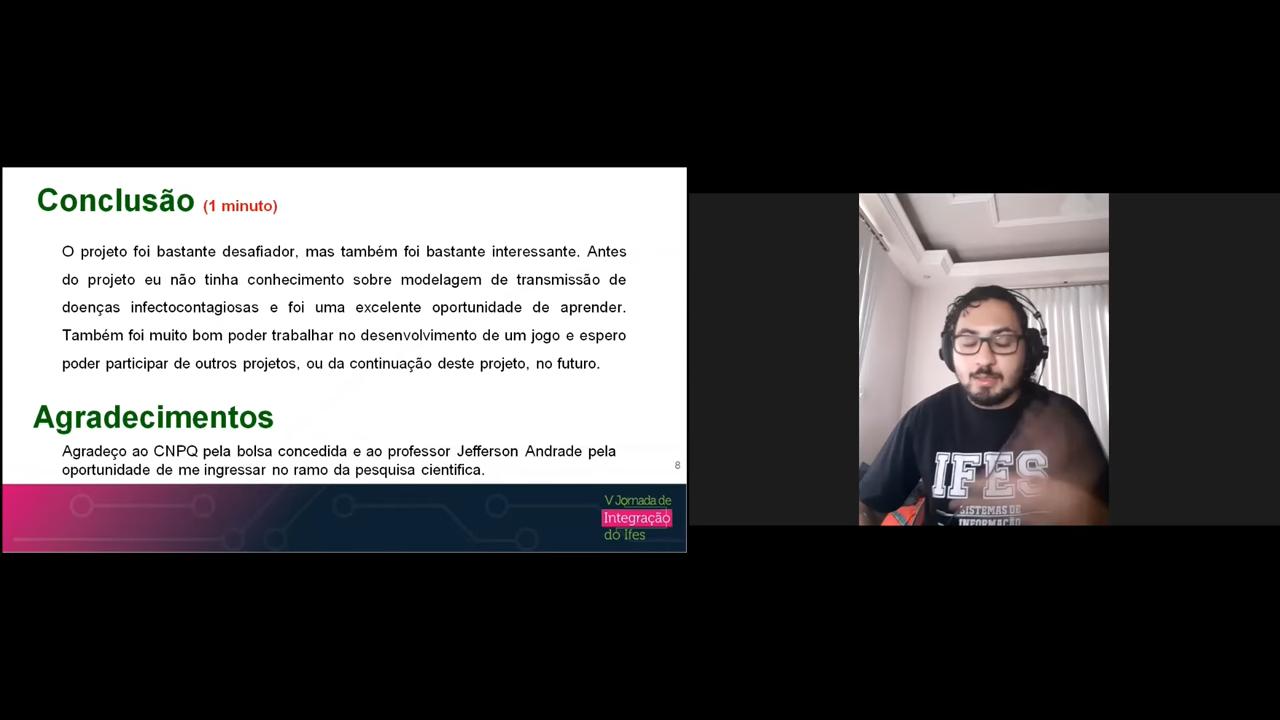 Conclusão (1 minuto)
O projeto foi bastante desafiador, mas também foi bastante interessante. Antes
do projeto eu não tinha conhecimento sobre modelagem de transmissão de
doenças infectocontagiosas e foi uma excelente oportunidade de aprender.
Também foi muito bom poder trabalhar no desenvolvimento de um jogo e espero
poder participar de outros projetos, ou da continuação deste projeto, no futuro.
Agradecimentos
Agradeço ao CNPQ pela bolsa concedida e ao professor Jefferson Andrade pela
oportunidade de me ingressar no ramo da pesquisa cientifica.
8
V Jornada de
Integração
do Ifes
IFES
SISTEMAS DE
INFORMAÇÃO